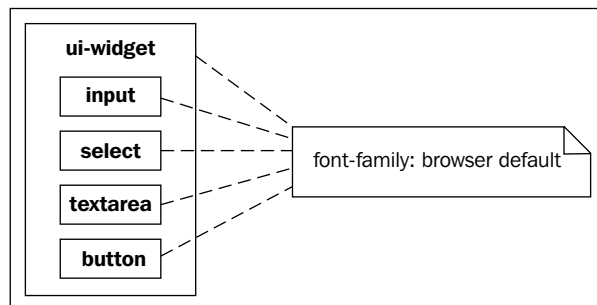 ui-widget
input
select
textarea
button
font-family: browser default